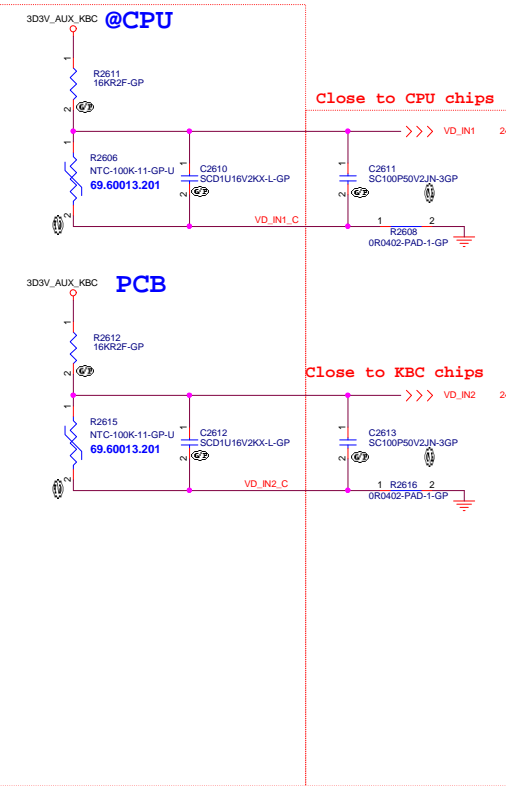 3D3V_AUX_KBC @CPU
1
R2611
16KR2F-GP
2
Close to CPU chips
VD_IN1
1
R2606
NTC-100K-11-GP-U
69.60013.201
2
1
C2610
SCD1U16V2KX-L-GP
2
1
C2611
SC100P50V2JN-3GP
2
VD_IN1_C
1 2
R2608
0R0402-PAD-1-GP
3D3V_AUX_KBC PCB
1
R2612
16KR2F-GP
2
Close to KBC chips
VD_IN2
1
R2615
NTC-100K-11-GP-U
69.60013.201
2
1
C2612
SCD1U16V2KX-L-GP
2
1
C2613
SC100P50V2JN-3GP
2
VD_IN2_C
1 R2616 2
0R0402-PAD-1-GP